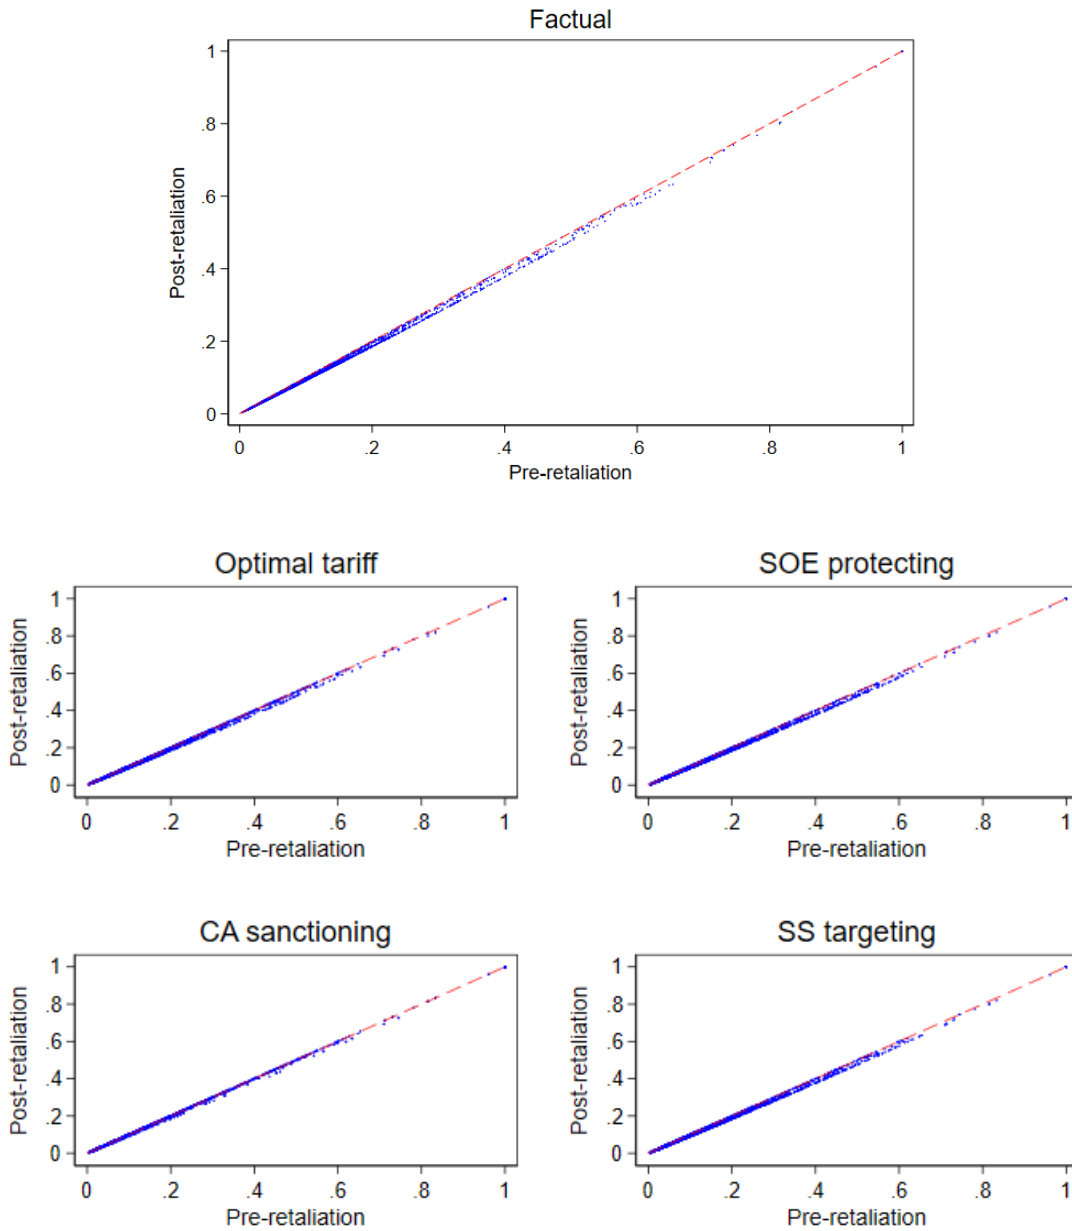 Factual
1
.8
.6
.4
.2
0
Post-retaliation
0 .2 .4 .6 .8 1
Pre-retaliation
Optimal tariff
1
.8
.6
.4
.2
0
Post-retaliation
0 .2 .4 .6 .8 1
Pre-retaliation
SOE protecting
1
.8
.6
.4
.2
0
Post-retaliation
0 .2 .4 .6 .8 1
Pre-retaliation
CA sanctioning
1
.8
.6
.4
.2
0
Post-retaliation
0 .2 .4 .6 .8 1
Pre-retaliation
SS targeting
1
.8
.6
.4
.2
0
Post-retaliation
0 .2 .4 .6 .8 1
Pre-retaliation